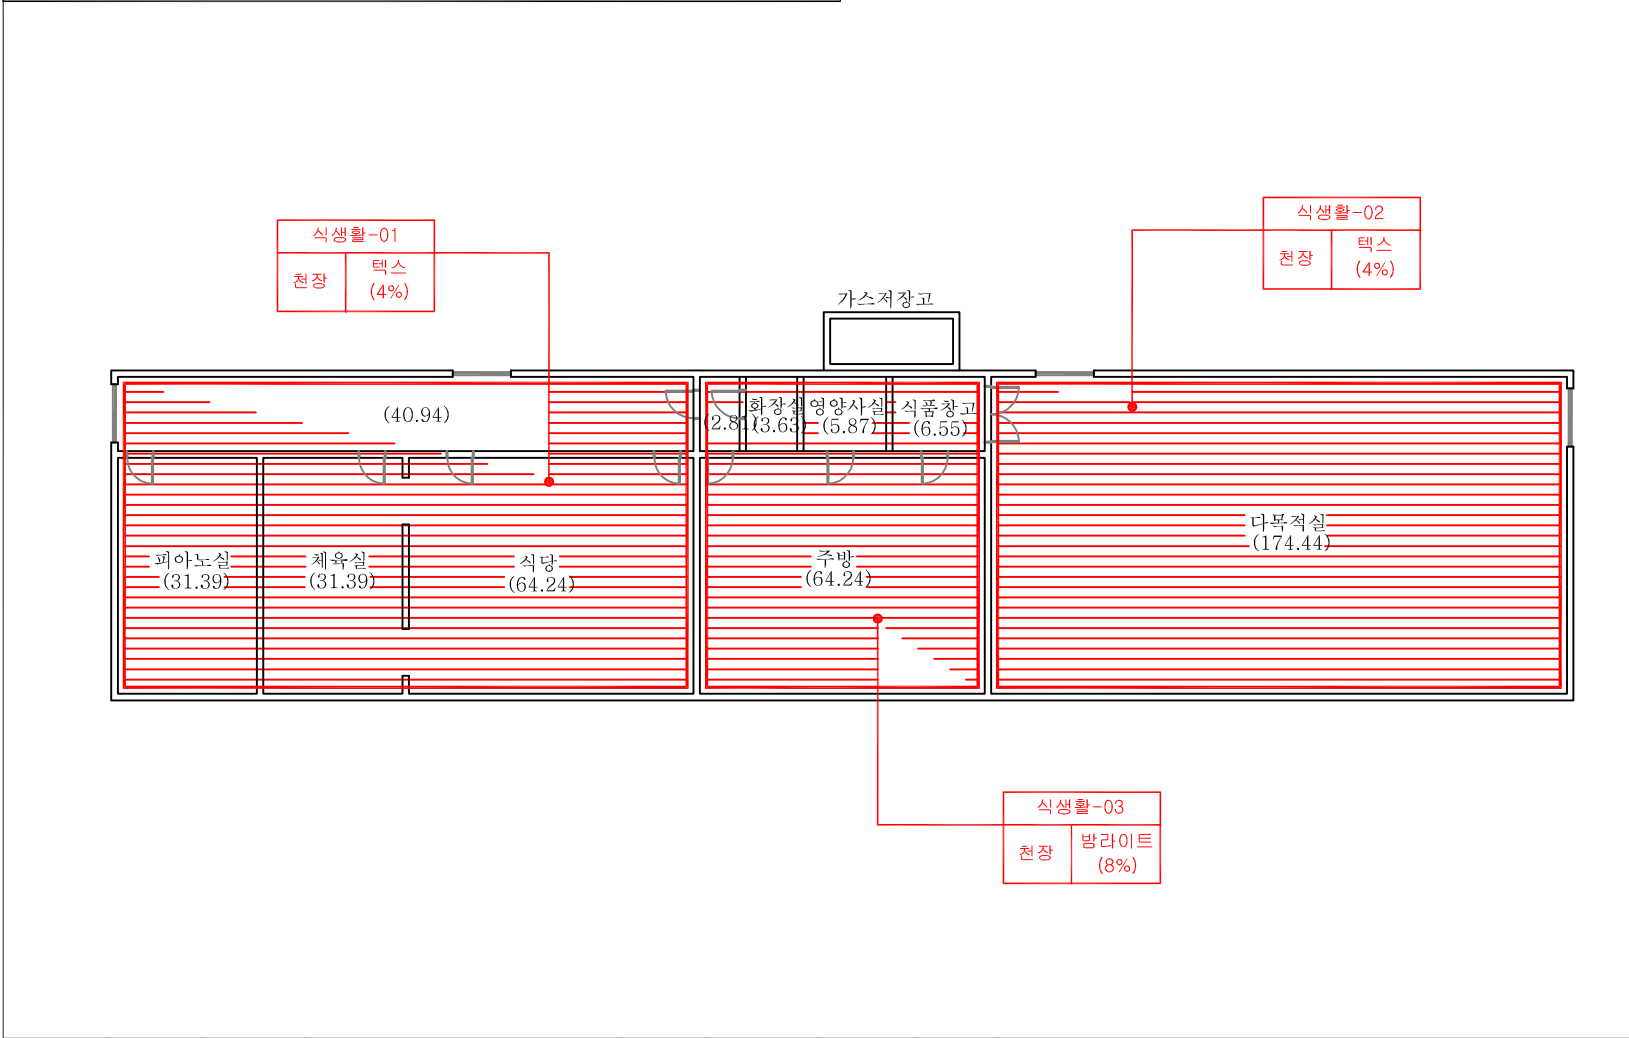 식생활-02
텍스
천장
(4%)
식생활-01
텍스
천장
(4%)
가스저장고
(40.94)
화장실
영양사실
식품창고
(2.81)
(3.63)
(5.87)
(6.55)
다목적실
(174.44)
피아노실
체육실
식당
주방
(31.39)
(31.39)
(64.24)
(64.24)
식생활-03
밤라이트
천장
(8%)